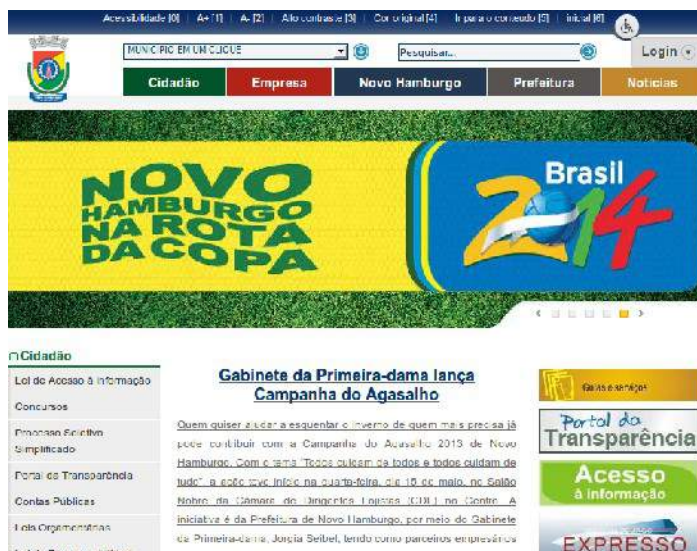 Acessibilidade [0] | A+ [1] | A- [2] | Alto contraste [3] | Cor original [4] | Ir para o conteúdo [5] | inicial [6]
MUNICÍPIO EM UM CLIQUE
Pesquisar...
Login
Cidadão Empresa Novo Hamburgo Prefeitura Notícias
NOVO
HAMBURGO
NA ROTA
DA COPA
Brasil
2014
Cidadão
Lei de Acesso à Informação
Concursos
Processo Seletivo
Simplificado
Portal da Transparência
Contas Públicas
Leis Orçamentárias
Gabinete da Primeira-dama lança
Campanha do Agasalho
Quem quiser ajudar a esquentar o inverno de quem mais precisa já
pode contibuir com a Campanha do Agasalho 2013 de Novo
Hamburgo. Com o tema "Todos cuidam de todos e todos cuidam de
tudo", a ação teve início na quarta-feira, dia 15 de maio, no Salão
Nobre da Câmara de Dirigentes Lojistas (CDL) no Centro. A
iniciativa é da Prefeitura de Novo Hamburgo, por meio do Gabinete
da Primeira-dama, Jorgia Seibel, tendo como parceiros empresários
Guias e serviços
Portal da
Transparência
Acesso
à informação
EXPRESSO